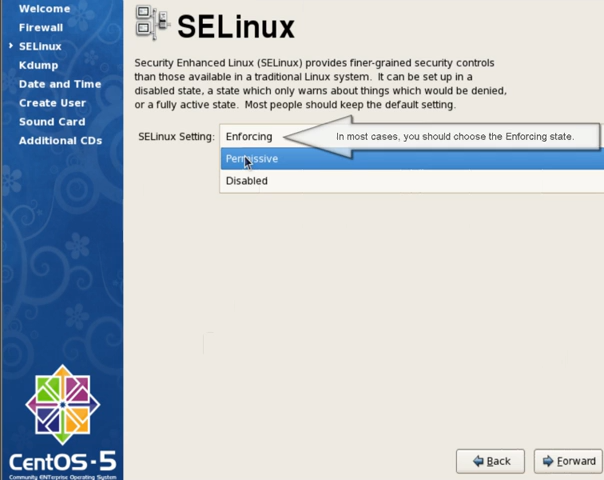 Welcome
Firewall
SELinux
Kdump
Date and Time
Create User
Sound Card
Additional CDs
SELinux
Security Enhanced Linux (SELinux) provides finer-grained security controls
than those available in a traditional Linux system. It can be set up in a
disabled state, a state which only warns about things which would be denied,
or a fully active state. Most people should keep the default setting.
SELinux Setting: Enforcing
In most cases, you should choose the Enforcing state.
Permissive
Disabled
CentOS-5
Community ENTerprise Operating System
Back
Forward